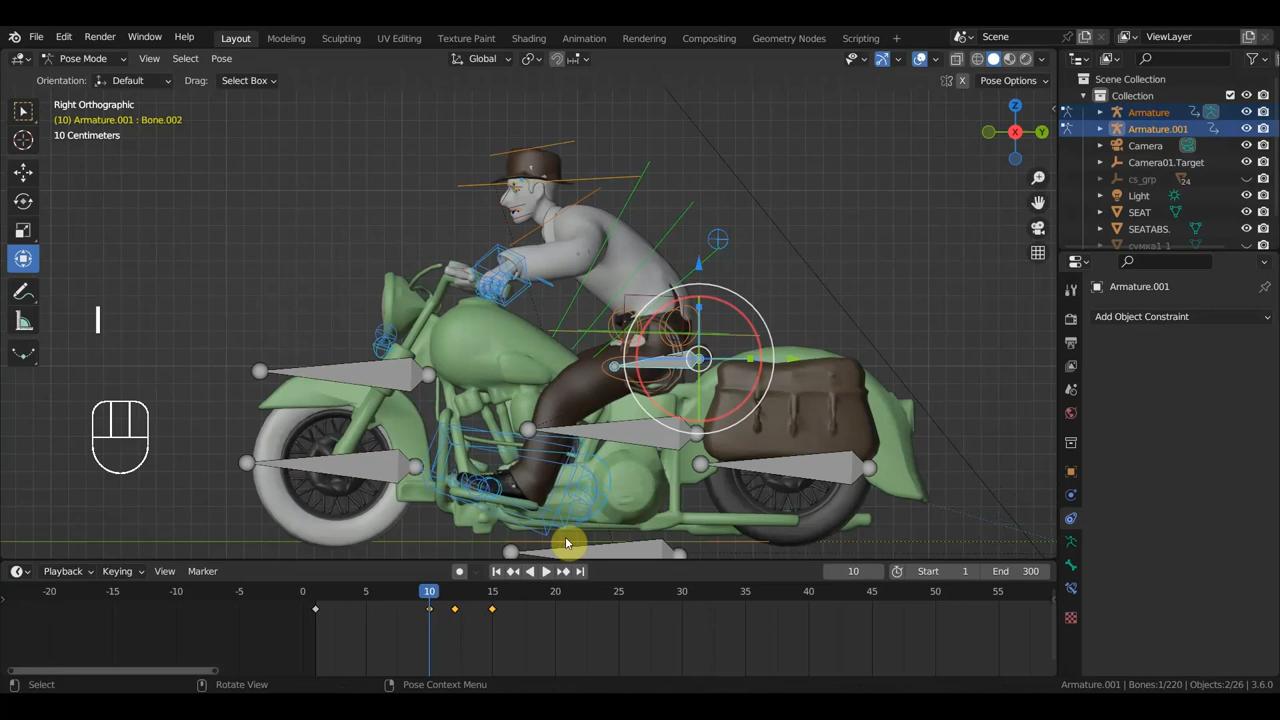 File Edit Render Window Help Layout Modeling Sculpting UV Editing Texture Paint Shading Animation Rendering Compositing Geometry Nodes Scripting + Scene ViewLayer
Pose Mode View Select Pose Global
Orientation: Default Drag: Select Box X Pose Options
Right Orthographic
(10) Armature.001 : Bone.002
10 Centimeters
Scene Collection
Collection
Armature
Armature.001
Camera
Camera01.Target
cs_grp 24
Light
SEAT
SEATABS.
сумка1 1
Z
Y
X
Armature.001
Add Object Constraint
I
Playback Keying View Marker 10 Start 1 End 300
-20 -15 -10 -5 0 5 10 15 20 25 30 35 40 45 50 55
Select Rotate View Pose Context Menu Armature.001 | Bones:1/220 | Objects:2/26 | 3.6.0